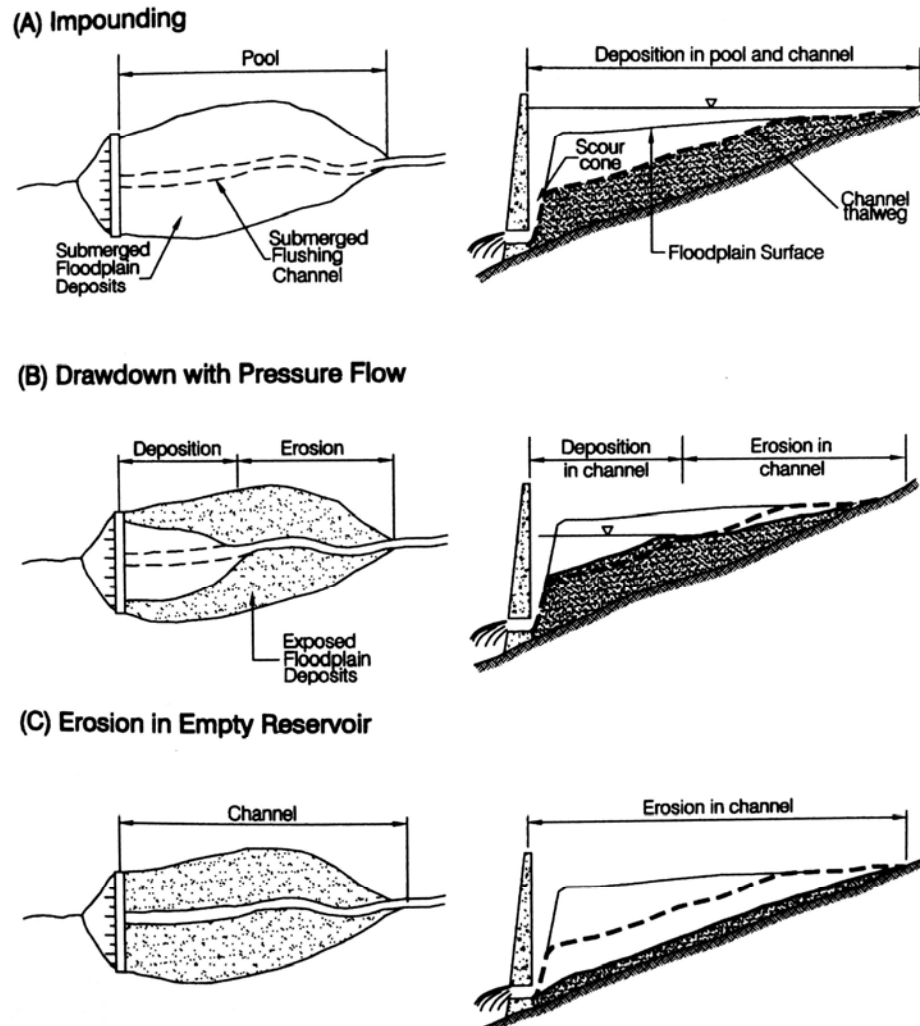 (A) Impounding
Pool
Submerged
Floodplain
Deposits
Submerged
Flushing
Channel
Deposition in pool and channel
Scour
cone
Channel
thalweg
Floodplain Surface
(B) Drawdown with Pressure Flow
Deposition
Erosion
Exposed
Floodplain
Deposits
Deposition
in channel
Erosion in
channel
(C) Erosion in Empty Reservoir
Channel
Erosion in channel